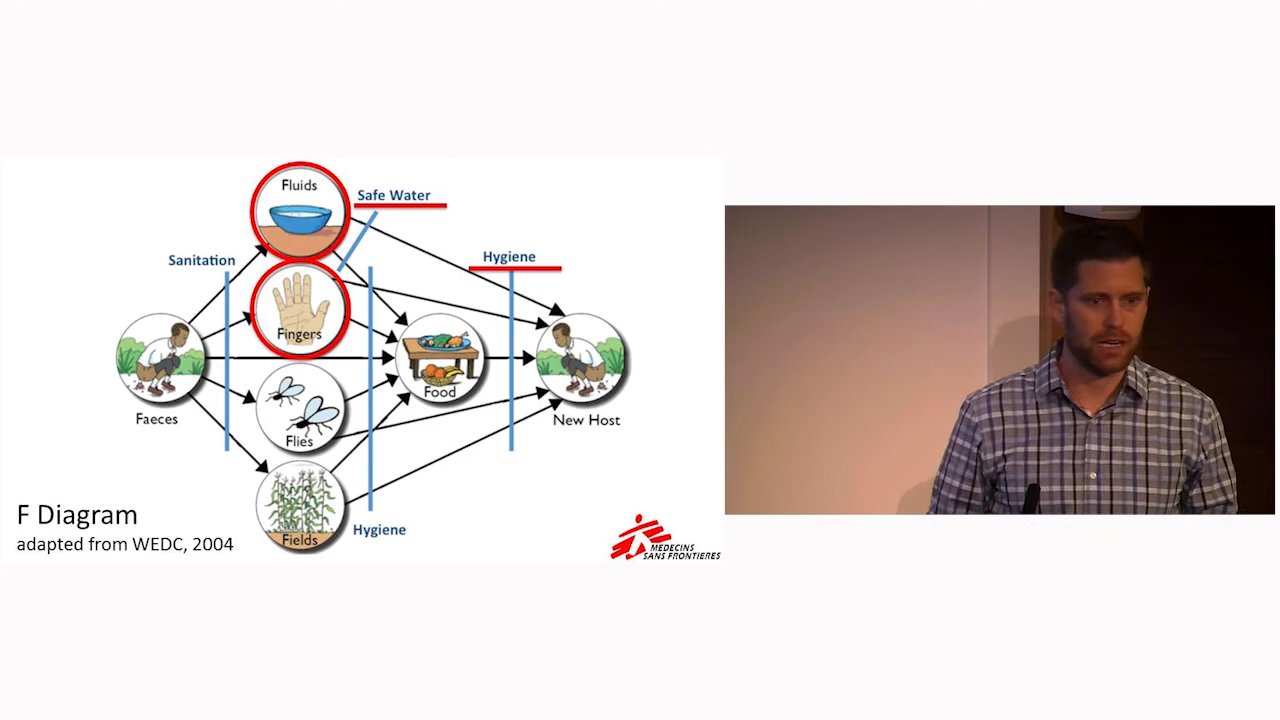 Fluids
Safe Water
Sanitation
Hygiene
Fingers
Food
Faeces
New Host
Flies
F Diagram
adapted from WEDC, 2004
Hygiene
Fields
MEDECINS
SANS FRONTIERES